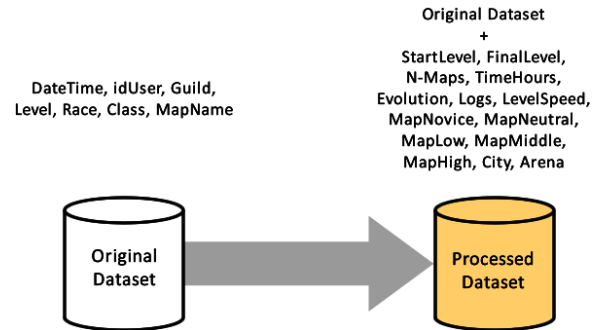 DateTime, idUser, Guild,
Level, Race, Class, MapName
Original Dataset
+
StartLevel, FinalLevel,
N-Maps, TimeHours,
Evolution, Logs, LevelSpeed,
MapNovice, MapNeutral,
MapLow, MapMiddle,
MapHigh, City, Arena
Original
Dataset
Processed
Dataset